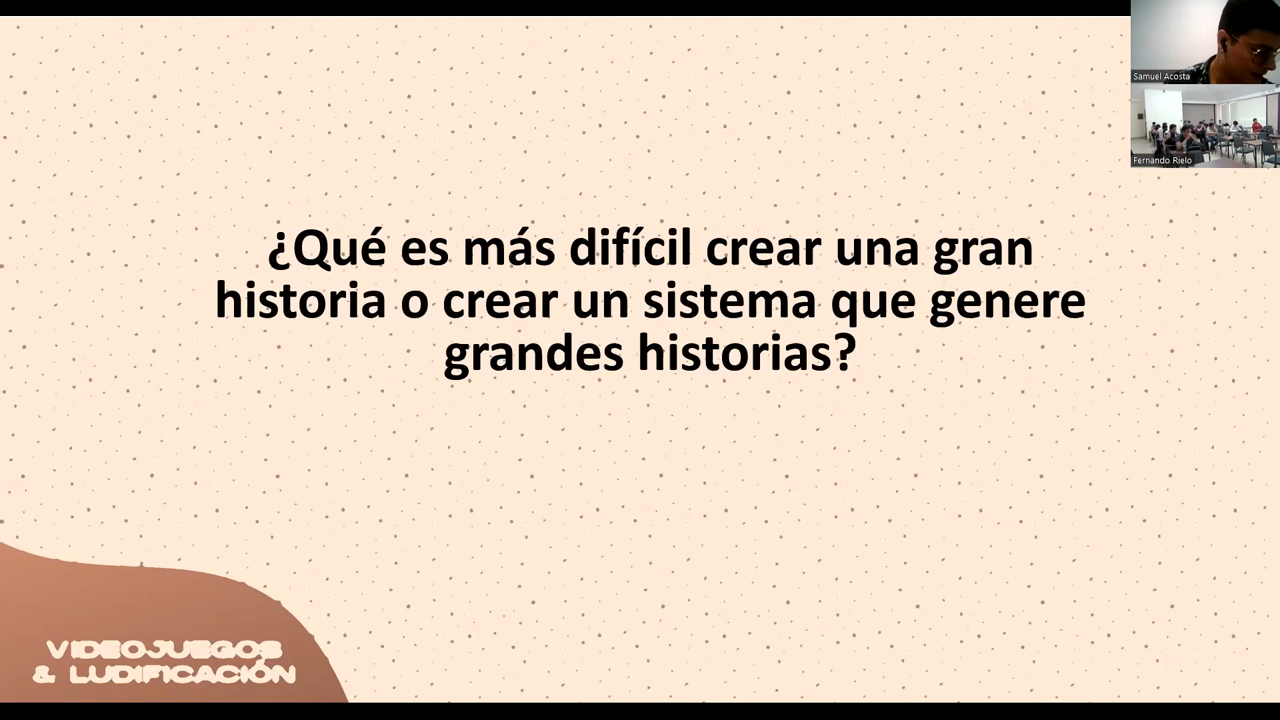 Samuel Acosta
Fernando Rielo
¿Qué es más difícil crear una gran
historia o crear un sistema que genere
grandes historias?
VIDEOJUEGOS
& LUDIFICACIÓN